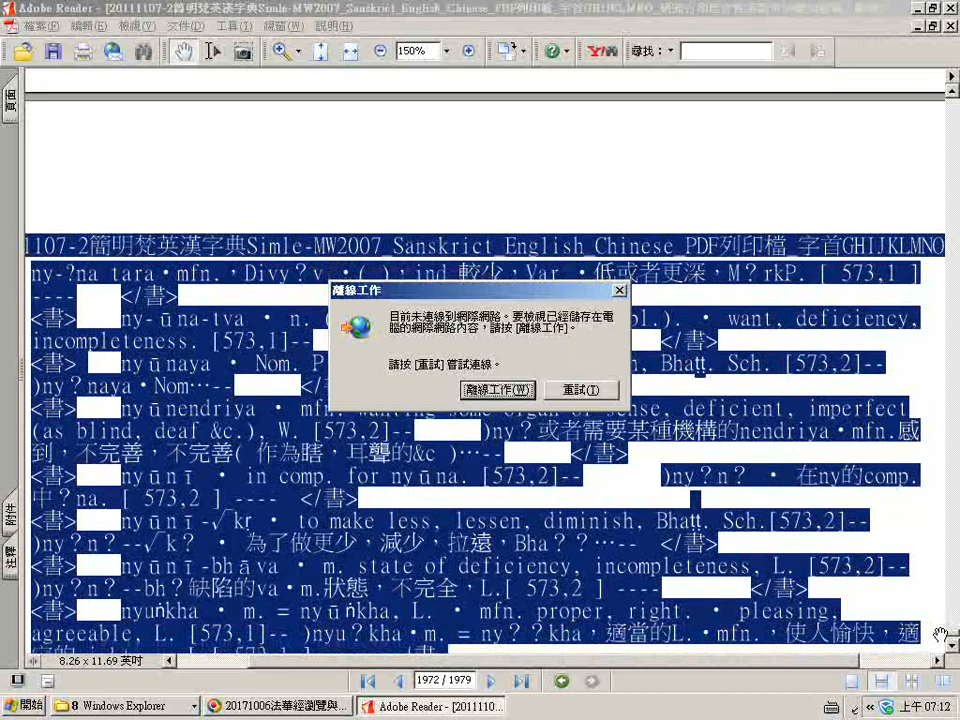 Adobe Reader - [20111107-2簡明梵英漢字典Simle-MW2007_Sanskrict_English_Chinese_PDF列印檔_字首GHIJKLMNO
檔案(F) 編輯(E) 檢視(V) 文件(D) 工具(T) 視窗(W) 說明(H)
150% Y! 尋找:
頁面
1107-2簡明梵英漢字典Simle-MW2007_Sanskrict_English_Chinese_PDF列印檔_字首GHIJKLMNO
ny-?na tara‧mfn.，Divy？v ind 較少，Var.‧低或者更深，M？rkP. [ 573,1 ]
---- </書>
<書> ny-ūna-tva ‧ n. pl.). ‧ want, deficiency,
incompleteness. [573,1]-- </書>
<書> nyūnaya ‧ Nom. P Bhaṭṭ. Sch. [573,2]--
)ny？naya‧Nom…--
<書> nyūnendriya ‧ mfn. wanting some organ of sense, deficient, imperfect
(as blind, deaf &c.), W. [573,2]-- )ny？或者需要某種機構的nendriya‧mfn.感
到，不完善，不完善( 作為瞎，耳聾的&c )…-- </書>
<書> nyūnī ‧ in comp. for nyūna. [573,2]-- )ny？n？ ‧ 在ny的comp.
中？na. [ 573,2 ] ---- </書>
<書> nyūnī-√kṛ ‧ to make less, lessen, diminish, Bhaṭṭ. Sch.[573,2]--
)ny？n？--√k？ ‧ 為了做更少，減少，拉遠，Bha？？…-- </書>
<書> nyūnī-bhāva ‧ m. state of deficiency, incompleteness, L. [573,2]--
)ny？n？--bh？缺陷的va‧m.狀態，不完全，L.[ 573,2 ] ---- </書>
<書> nyuṅkha ‧ m. = nyūṅkha, L. ‧ mfn. proper, right. ‧ pleasing,
agreeable, L. [573,1]-- )nyu？kha‧m. = ny？？kha，適當的L.‧mfn.，使人愉快，適
離線工作
目前未連線到網際網路。要檢視已經儲存在電
腦的網際網路內容，請按 [離線工作]。
請按 [重試] 嘗試連線。
離線工作(W) 重試(T)
附件
注釋
8.26 x 11.69 英吋
1972 / 1979
開始 8 Windows Explorer 20171006法華經瀏覽與... Adobe Reader - [2011110... 上午 07:12